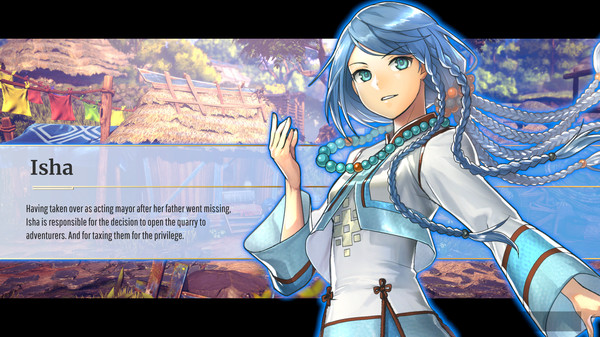 Isha
Having taken over as acting mayor after her father went missing,
Isha is responsible for the decision to open the quarry to
adventurers. And for taxing them for the privilege.